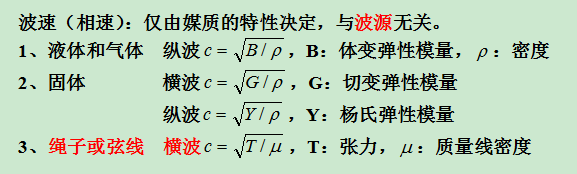 波速（相速）：仅由媒质的特性决定，与波源无关。
1、液体和气体 纵波 c = √(B / ρ)，B：体变弹性模量，ρ：密度
2、固体 横波 c = √(G / ρ)，G：切变弹性模量
纵波 c = √(Y / ρ)，Y：杨氏弹性模量
3、绳子或弦线 横波 c = √(T / μ)，T：张力，μ：质量线密度